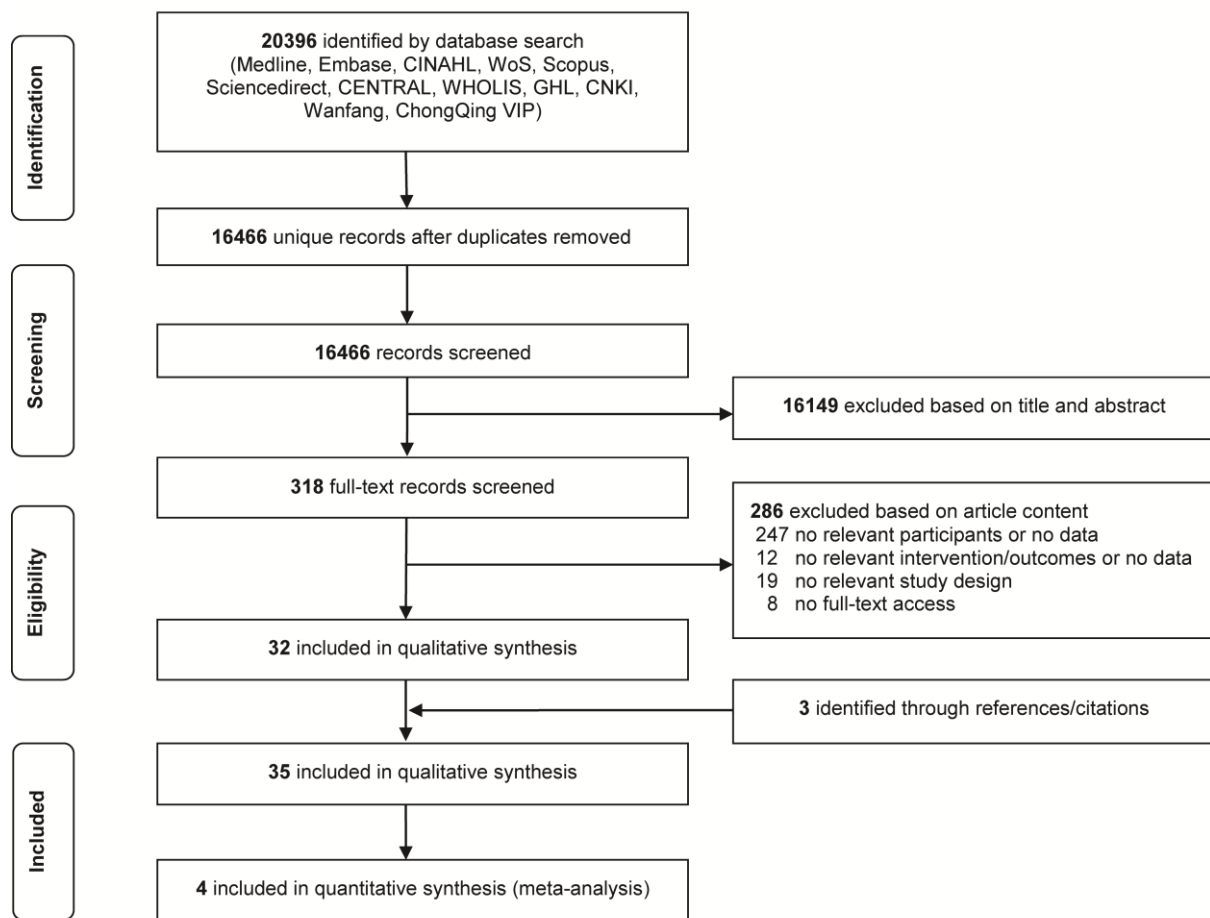 Identification
20396 identified by database search
(Medline, Embase, CINAHL, WoS, Scopus,
Sciencedirect, CENTRAL, WHOLIS, GHL, CNKI,
Wanfang, ChongQing VIP)
16466 unique records after duplicates removed
Screening
16466 records screened
16149 excluded based on title and abstract
318 full-text records screened
Eligibility
286 excluded based on article content
247 no relevant participants or no data
12 no relevant intervention/outcomes or no data
19 no relevant study design
8 no full-text access
32 included in qualitative synthesis
3 identified through references/citations
Included
35 included in qualitative synthesis
4 included in quantitative synthesis (meta-analysis)